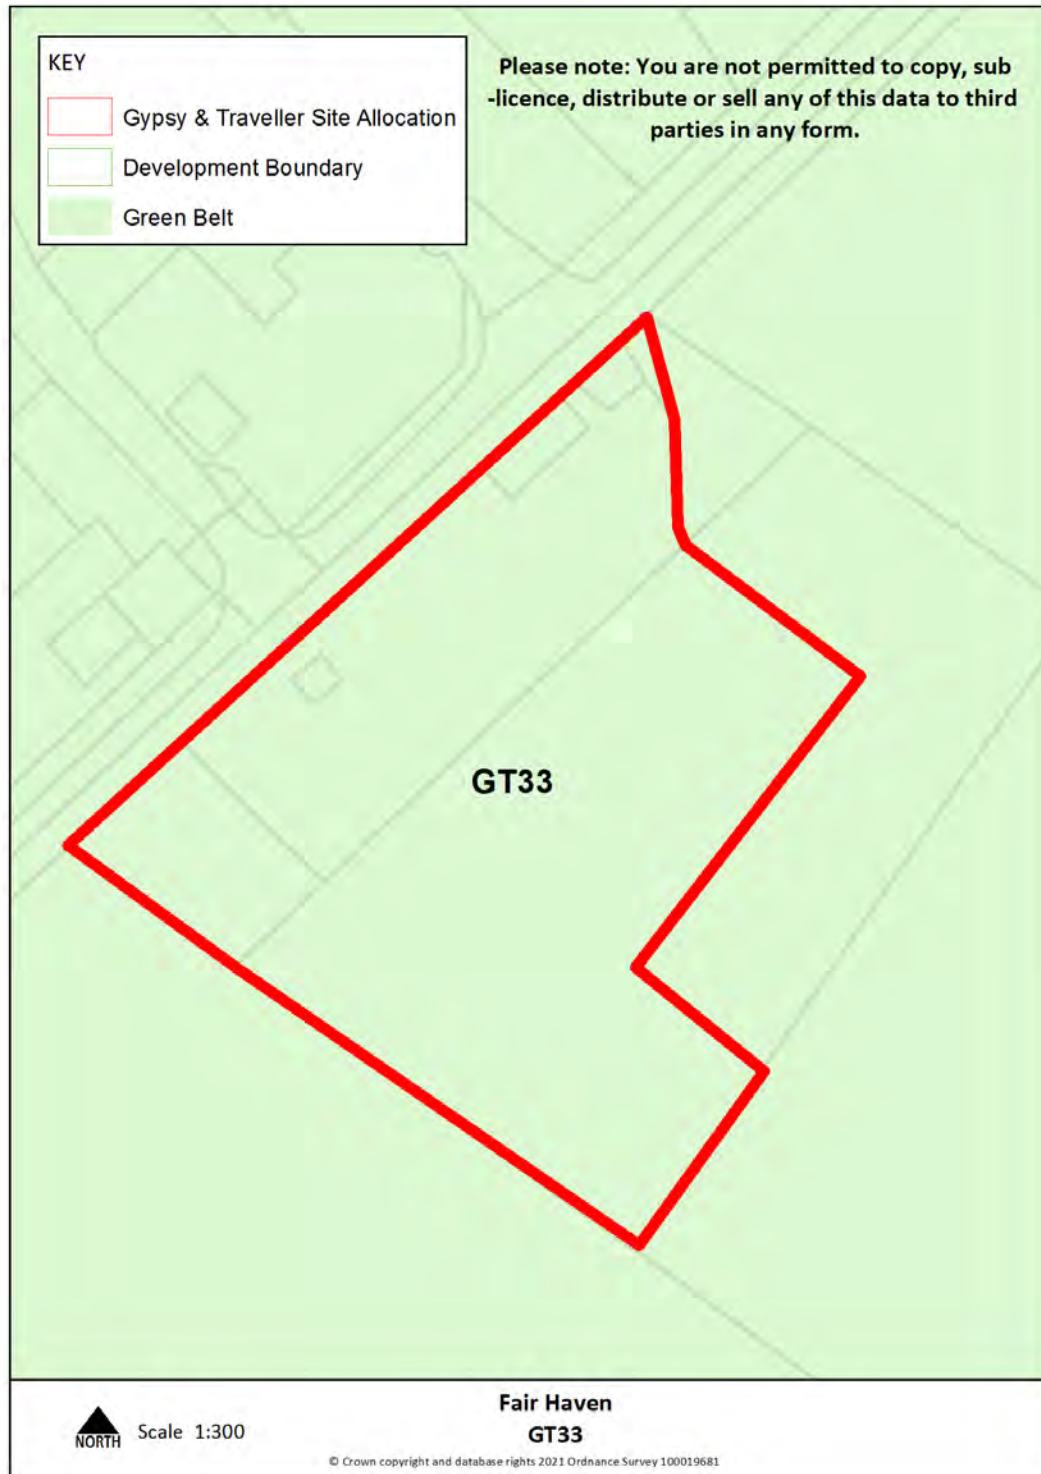 KEY
Gypsy & Traveller Site Allocation
Development Boundary
Green Belt
Please note: You are not permitted to copy, sub
-licence, distribute or sell any of this data to third
parties in any form.
GT33
NORTH
Scale 1:300
Fair Haven
GT33
© Crown copyright and database rights 2021 Ordnance Survey 100019681